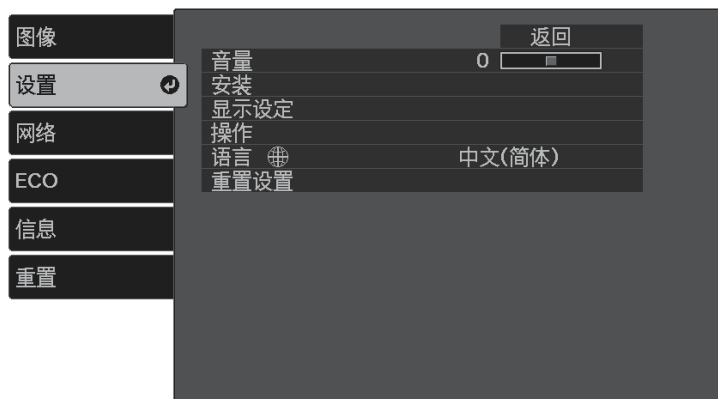 图像
设置
网络
ECO
信息
重置
返回
音量 0
安装
显示设定
操作
语言 中文(简体)
重置设置